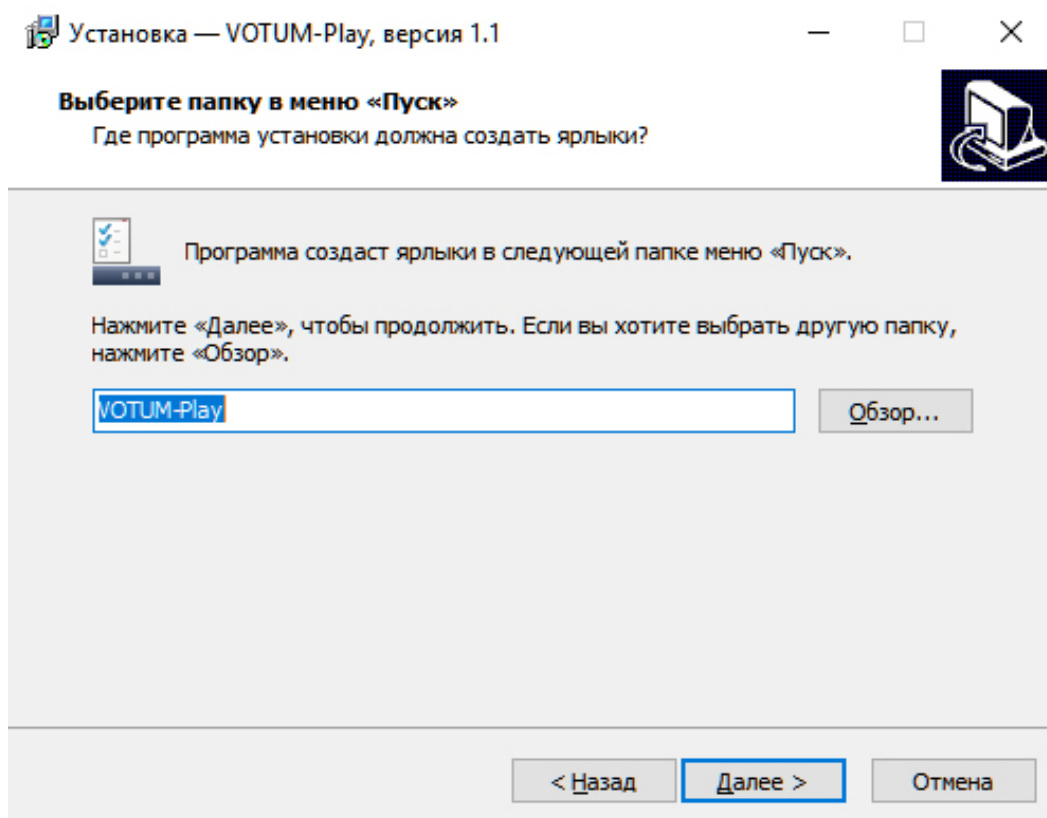 Установка — VOTUM-Play, версия 1.1
Выберите папку в меню «Пуск»
Где программа установки должна создать ярлыки?
Программа создаст ярлыки в следующей папке меню «Пуск».
Нажмите «Далее», чтобы продолжить. Если вы хотите выбрать другую папку,
нажмите «Обзор».
VOTUM-Play
Обзор...
< Назад
Далее >
Отмена